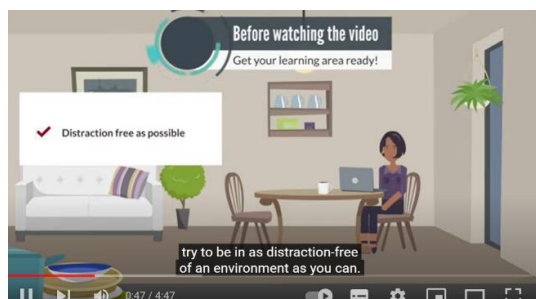 Before watching the video
Get your learning area ready!
Distraction free as possible
try to be in as distraction-free
of an environment as you can.
0:47 / 4:47